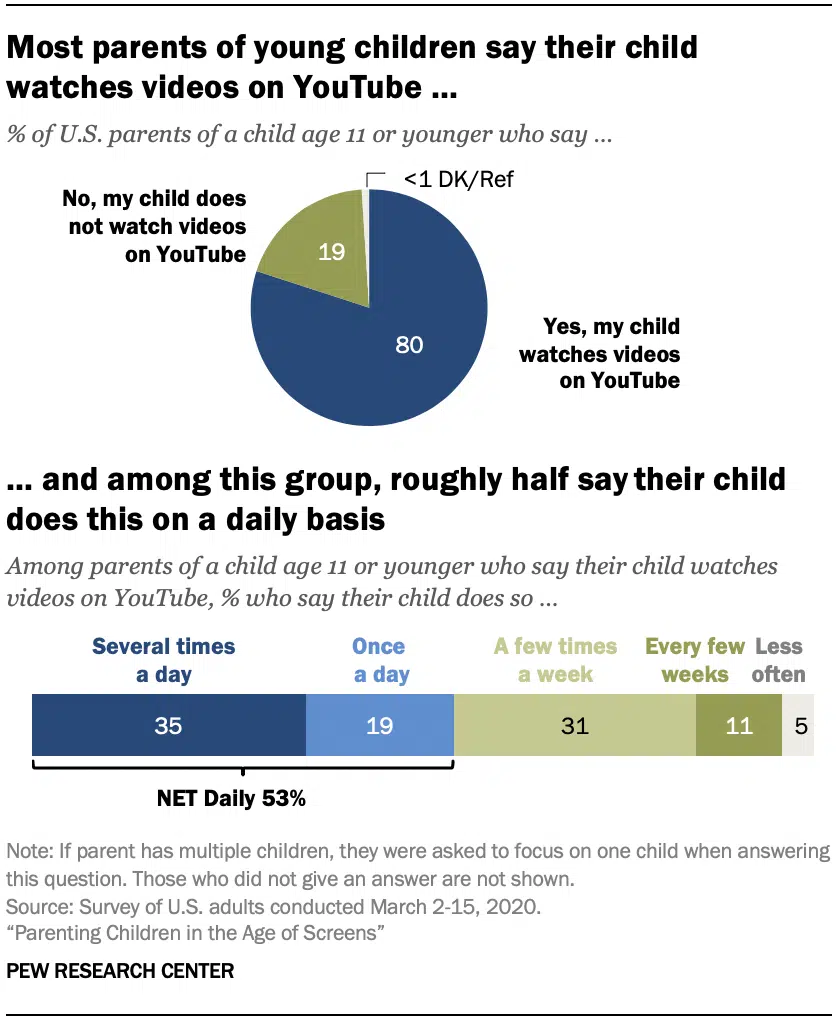 Most parents of young children say their child
watches videos on YouTube ...
% of U.S. parents of a child age 11 or younger who say ...
<1 DK/Ref
No, my child does
not watch videos
on YouTube
19
80
Yes, my child
watches videos
on YouTube
... and among this group, roughly half say their child
does this on a daily basis
Among parents of a child age 11 or younger who say their child watches
videos on YouTube, % who say their child does so ...
Several times
a day
Once
a day
A few times
a week
Every few
weeks
Less
often
35
19
31
11
5
NET Daily 53%
Note: If parent has multiple children, they were asked to focus on one child when answering
this question. Those who did not give an answer are not shown.
Source: Survey of U.S. adults conducted March 2-15, 2020.
“Parenting Children in the Age of Screens”
PEW RESEARCH CENTER